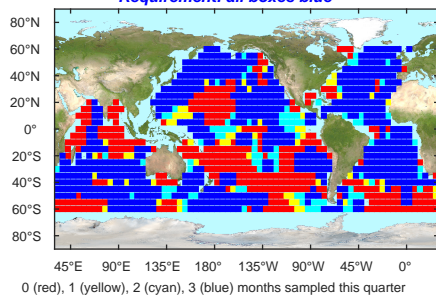 Requirement: all boxes blue
80°N
60°N
40°N
20°N
0°
20°S
40°S
60°S
80°S
45°E 90°E 135°E 180° 135°W 90°W 45°W 0°
0 (red), 1 (yellow), 2 (cyan), 3 (blue) months sampled this quarter